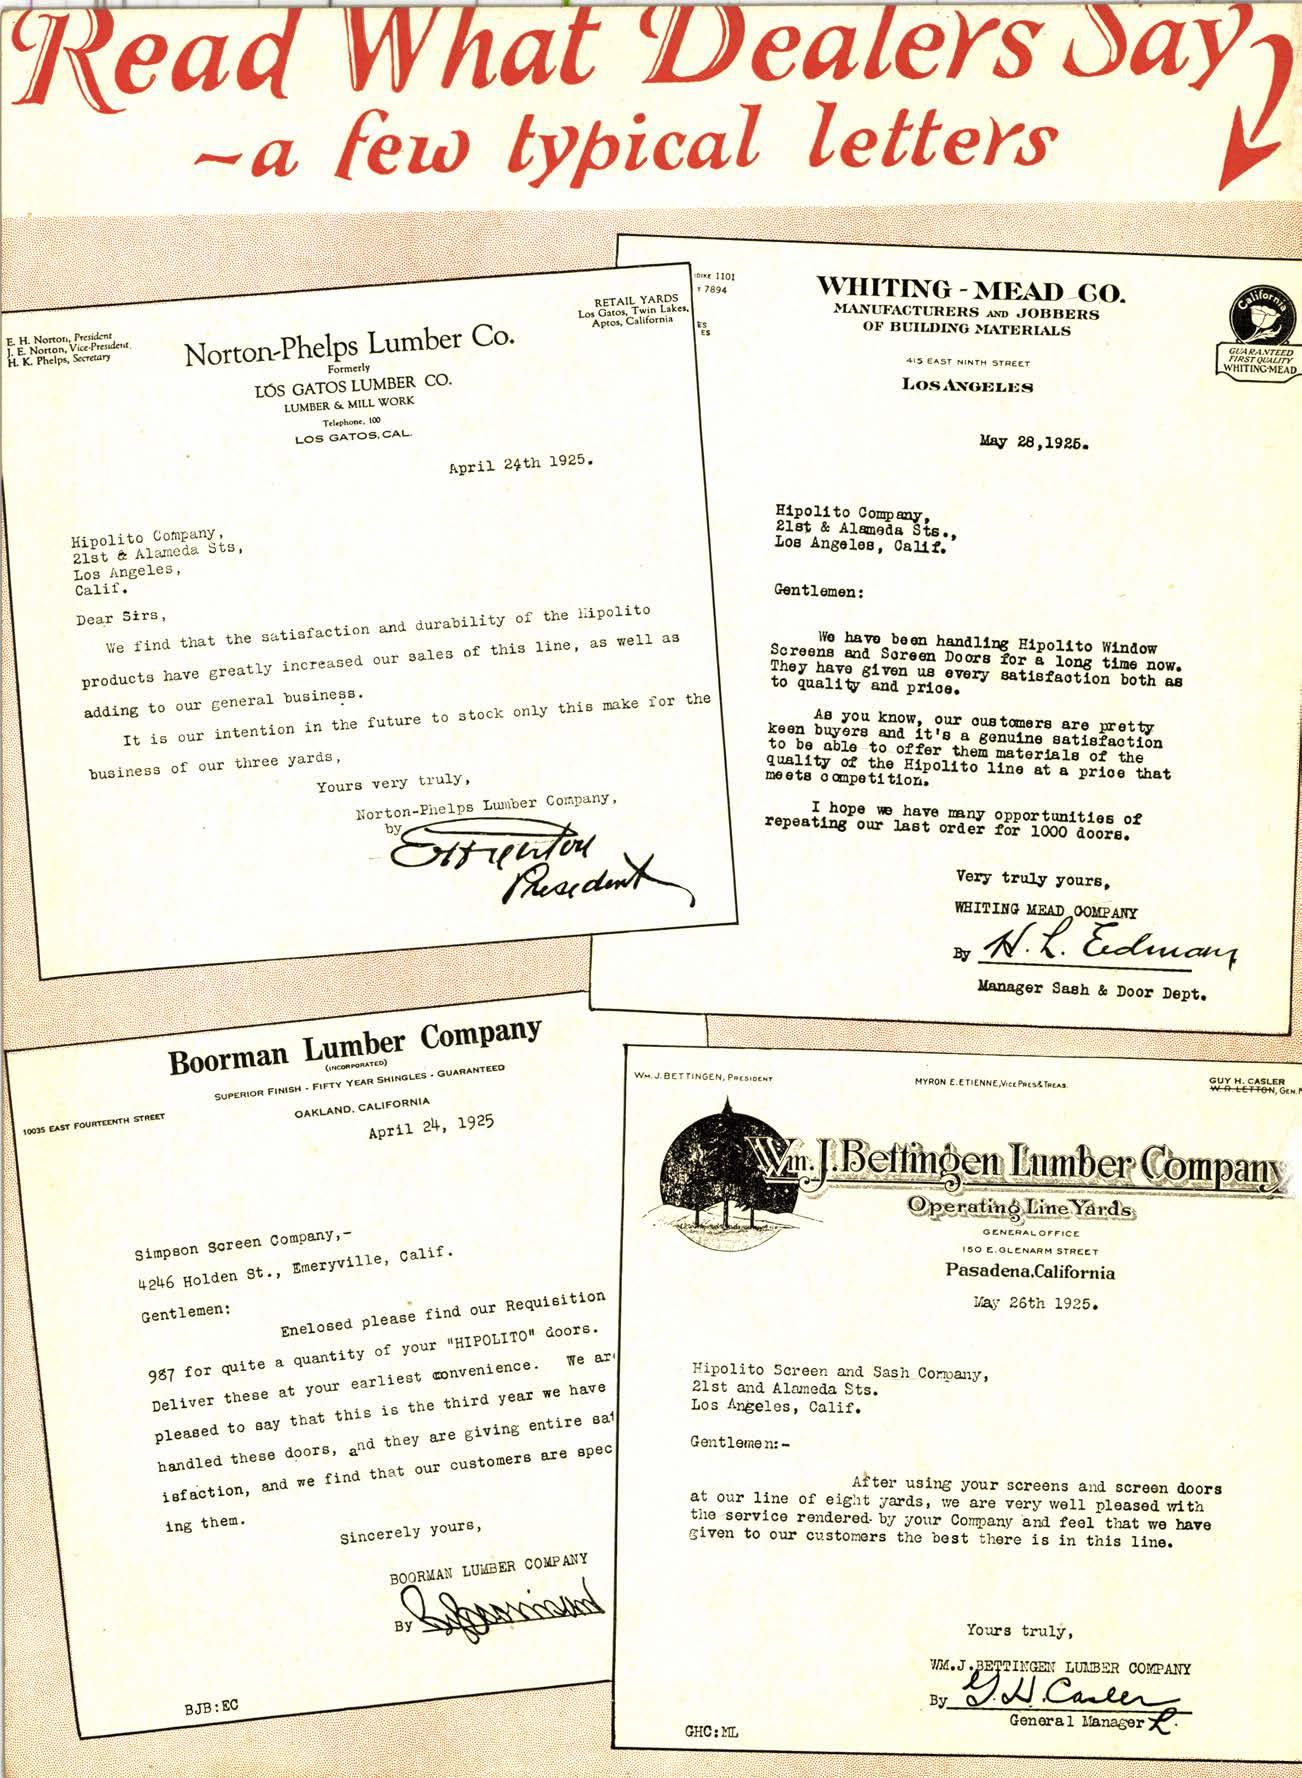 Read What Dealers Say
~a few typical letters
E. H. Norton, President
J. E. Norton, Vice-President.
H. K. Phelps, Secretary
RETAIL YARDS
Los Gatos, Twin Lakes,
Aptos, California
Norton-Phelps Lumber Co.
Formerly
LOS GATOS LUMBER CO.
LUMBER & MILL WORK
Telephone, 100
LOS GATOS, CAL.
April 24th 1925.
Hipolito Company,
21st & Alameda Sts,
Los Angeles,
Calif.
Dear Sirs,
We find that the satisfaction and durability of the Hipolito
products have greatly increased our sales of this line, as well as
adding to our general business.
It is our intention in the future to stock only this make for the
business of our three yards,
Yours very truly,
Norton-Phelps Lumber Company,
by
E H Norton
President
1101
7894
WHITING-MEAD CO.
MANUFACTURERS AND JOBBERS
OF BUILDING MATERIALS
415 EAST NINTH STREET
LOS ANGELES
California
GUARANTEED
FIRST QUALITY
WHITING-MEAD
May 28,1925.
Hipolito Company,
21st & Alameda Sts.,
Los Angeles, Calif.
Gentlemen:
We have been handling Hipolito Window
Screens and Screen Doors for a long time now.
They have given us every satisfaction both as
to quality and price.
As you know, our customers are pretty
keen buyers and it's a genuine satisfaction
to be able to offer them materials of the
quality of the Hipolito line at a price that
meets competition.
I hope we have many opportunities of
repeating our last order for 1000 doors.
Very truly yours,
WHITING MEAD COMPANY
By H. L. Erdman
Manager Sash & Door Dept.
Boorman Lumber Company
(INCORPORATED)
SUPERIOR FINISH - FIFTY YEAR SHINGLES - GUARANTEED
10035 EAST FOURTEENTH STREET
OAKLAND, CALIFORNIA
April 24, 1925
Simpson Screen Company,-
4246 Holden St., Emeryville, Calif.
Gentlemen:
Enelosed please find our Requisition
987 for quite a quantity of your "HIPOLITO" doors.
Deliver these at your earliest convenience. We are
pleased to say that this is the third year we have
handled these doors, and they are giving entire sat
isfaction, and we find that our customers are spec
ing them.
Sincerely yours,
BOORMAN LUMBER COMPANY
By
BJB:EC
WM. J. BETTINGEN, PRESIDENT
MYRON E. ETIENNE, VICE PRES & TREAS.
GUY H. CASLER
W. R. LETTON, GEN.
Wm. J. Bettingen Lumber Company
Operating Line Yards
GENERAL OFFICE
150 E. GLENARM STREET
Pasadena, California
May 26th 1925.
Hipolito Screen and Sash Company,
21st and Alameda Sts.
Los Angeles, Calif.
Gentlemen:-
After using your screens and screen doors
at our line of eight yards, we are very well pleased with
the service rendered by your Company and feel that we have
given to our customers the best there is in this line.
Yours truly,
WM.J.BETTINGEN LUMBER COMPANY
By G. H. Casler
General Manager
GHC:ML